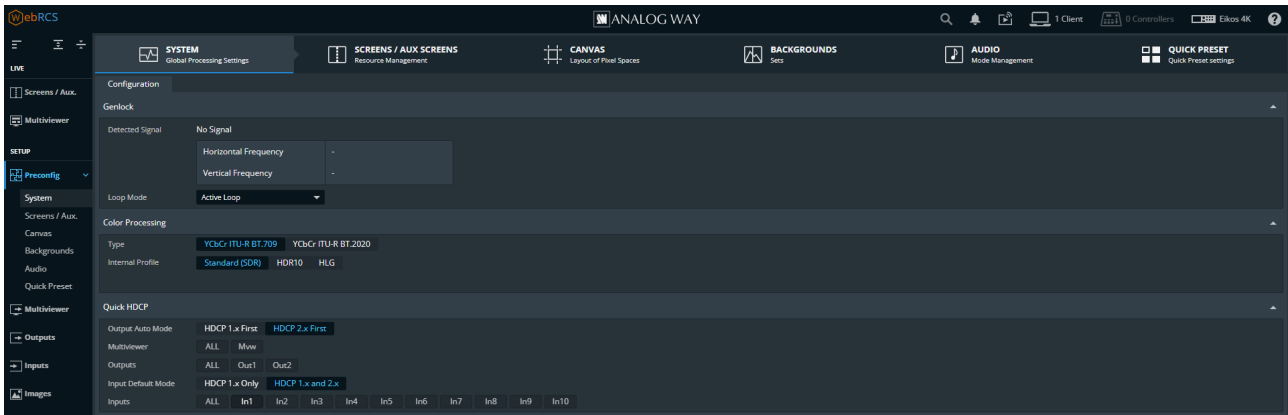 WebRCS
ANALOG WAY
1 Client
0 Controllers
Eikos 4K
LIVE
Screens / Aux.
Multiviewer
SETUP
Preconfig
System
Screens / Aux.
Canvas
Backgrounds
Audio
Quick Preset
Multiviewer
Outputs
Inputs
Images
SYSTEM
Global Processing Settings
SCREENS / AUX SCREENS
Resource Management
CANVAS
Layout of Pixel Spaces
BACKGROUNDS
Sets
AUDIO
Mode Management
QUICK PRESET
Quick Preset settings
Configuration
Genlock
Detected Signal No Signal
Horizontal Frequency -
Vertical Frequency -
Loop Mode Active Loop
Color Processing
Type YCbCr ITU-R BT.709 YCbCr ITU-R BT.2020
Internal Profile Standard (SDR) HDR10 HLG
Quick HDCP
Output Auto Mode HDCP 1.x First HDCP 2.x First
Multiviewer ALL Mvw
Outputs ALL Out1 Out2
Input Default Mode HDCP 1.x Only HDCP 1.x and 2.x
Inputs ALL In1 In2 In3 In4 In5 In6 In7 In8 In9 In10